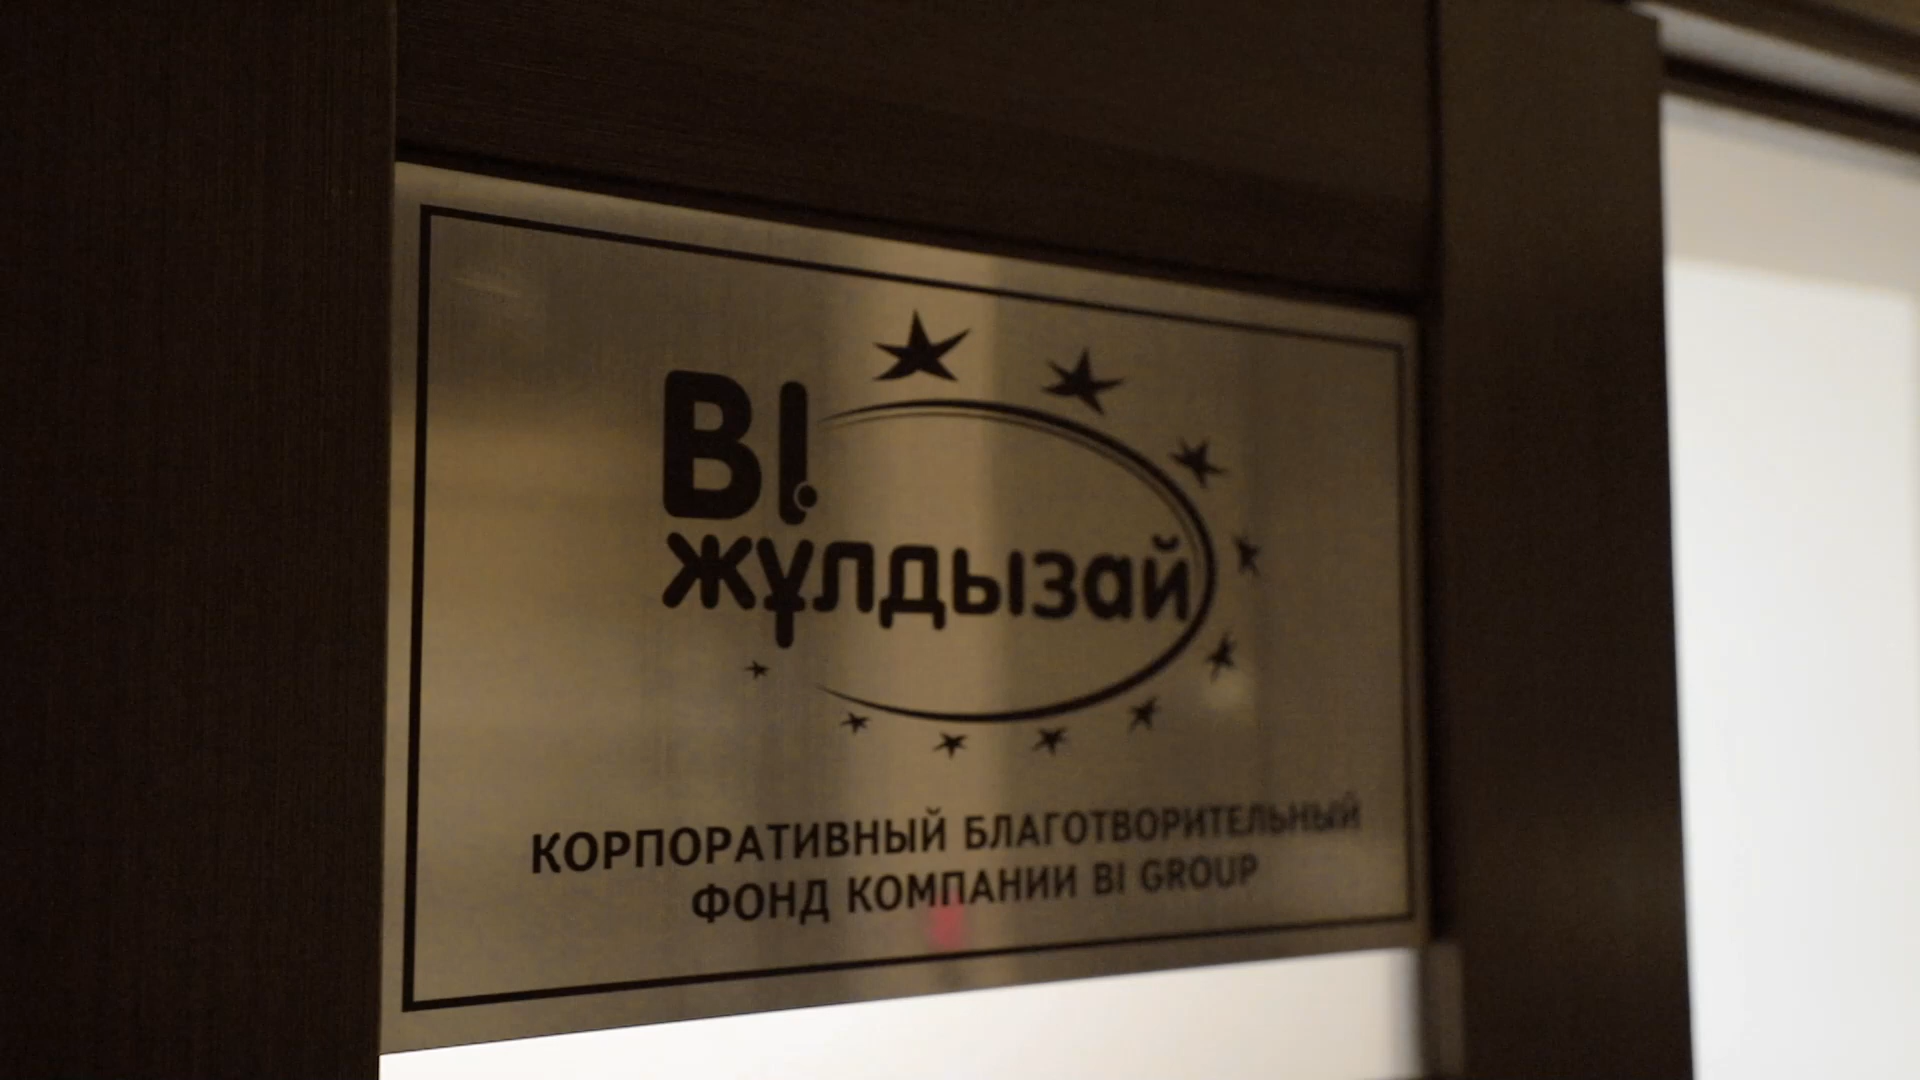 BI
жұлдызай
КОРПОРАТИВНЫЙ БЛАГОТВОРИТЕЛЬНЫЙ
ФОНД КОМПАНИИ BI GROUP